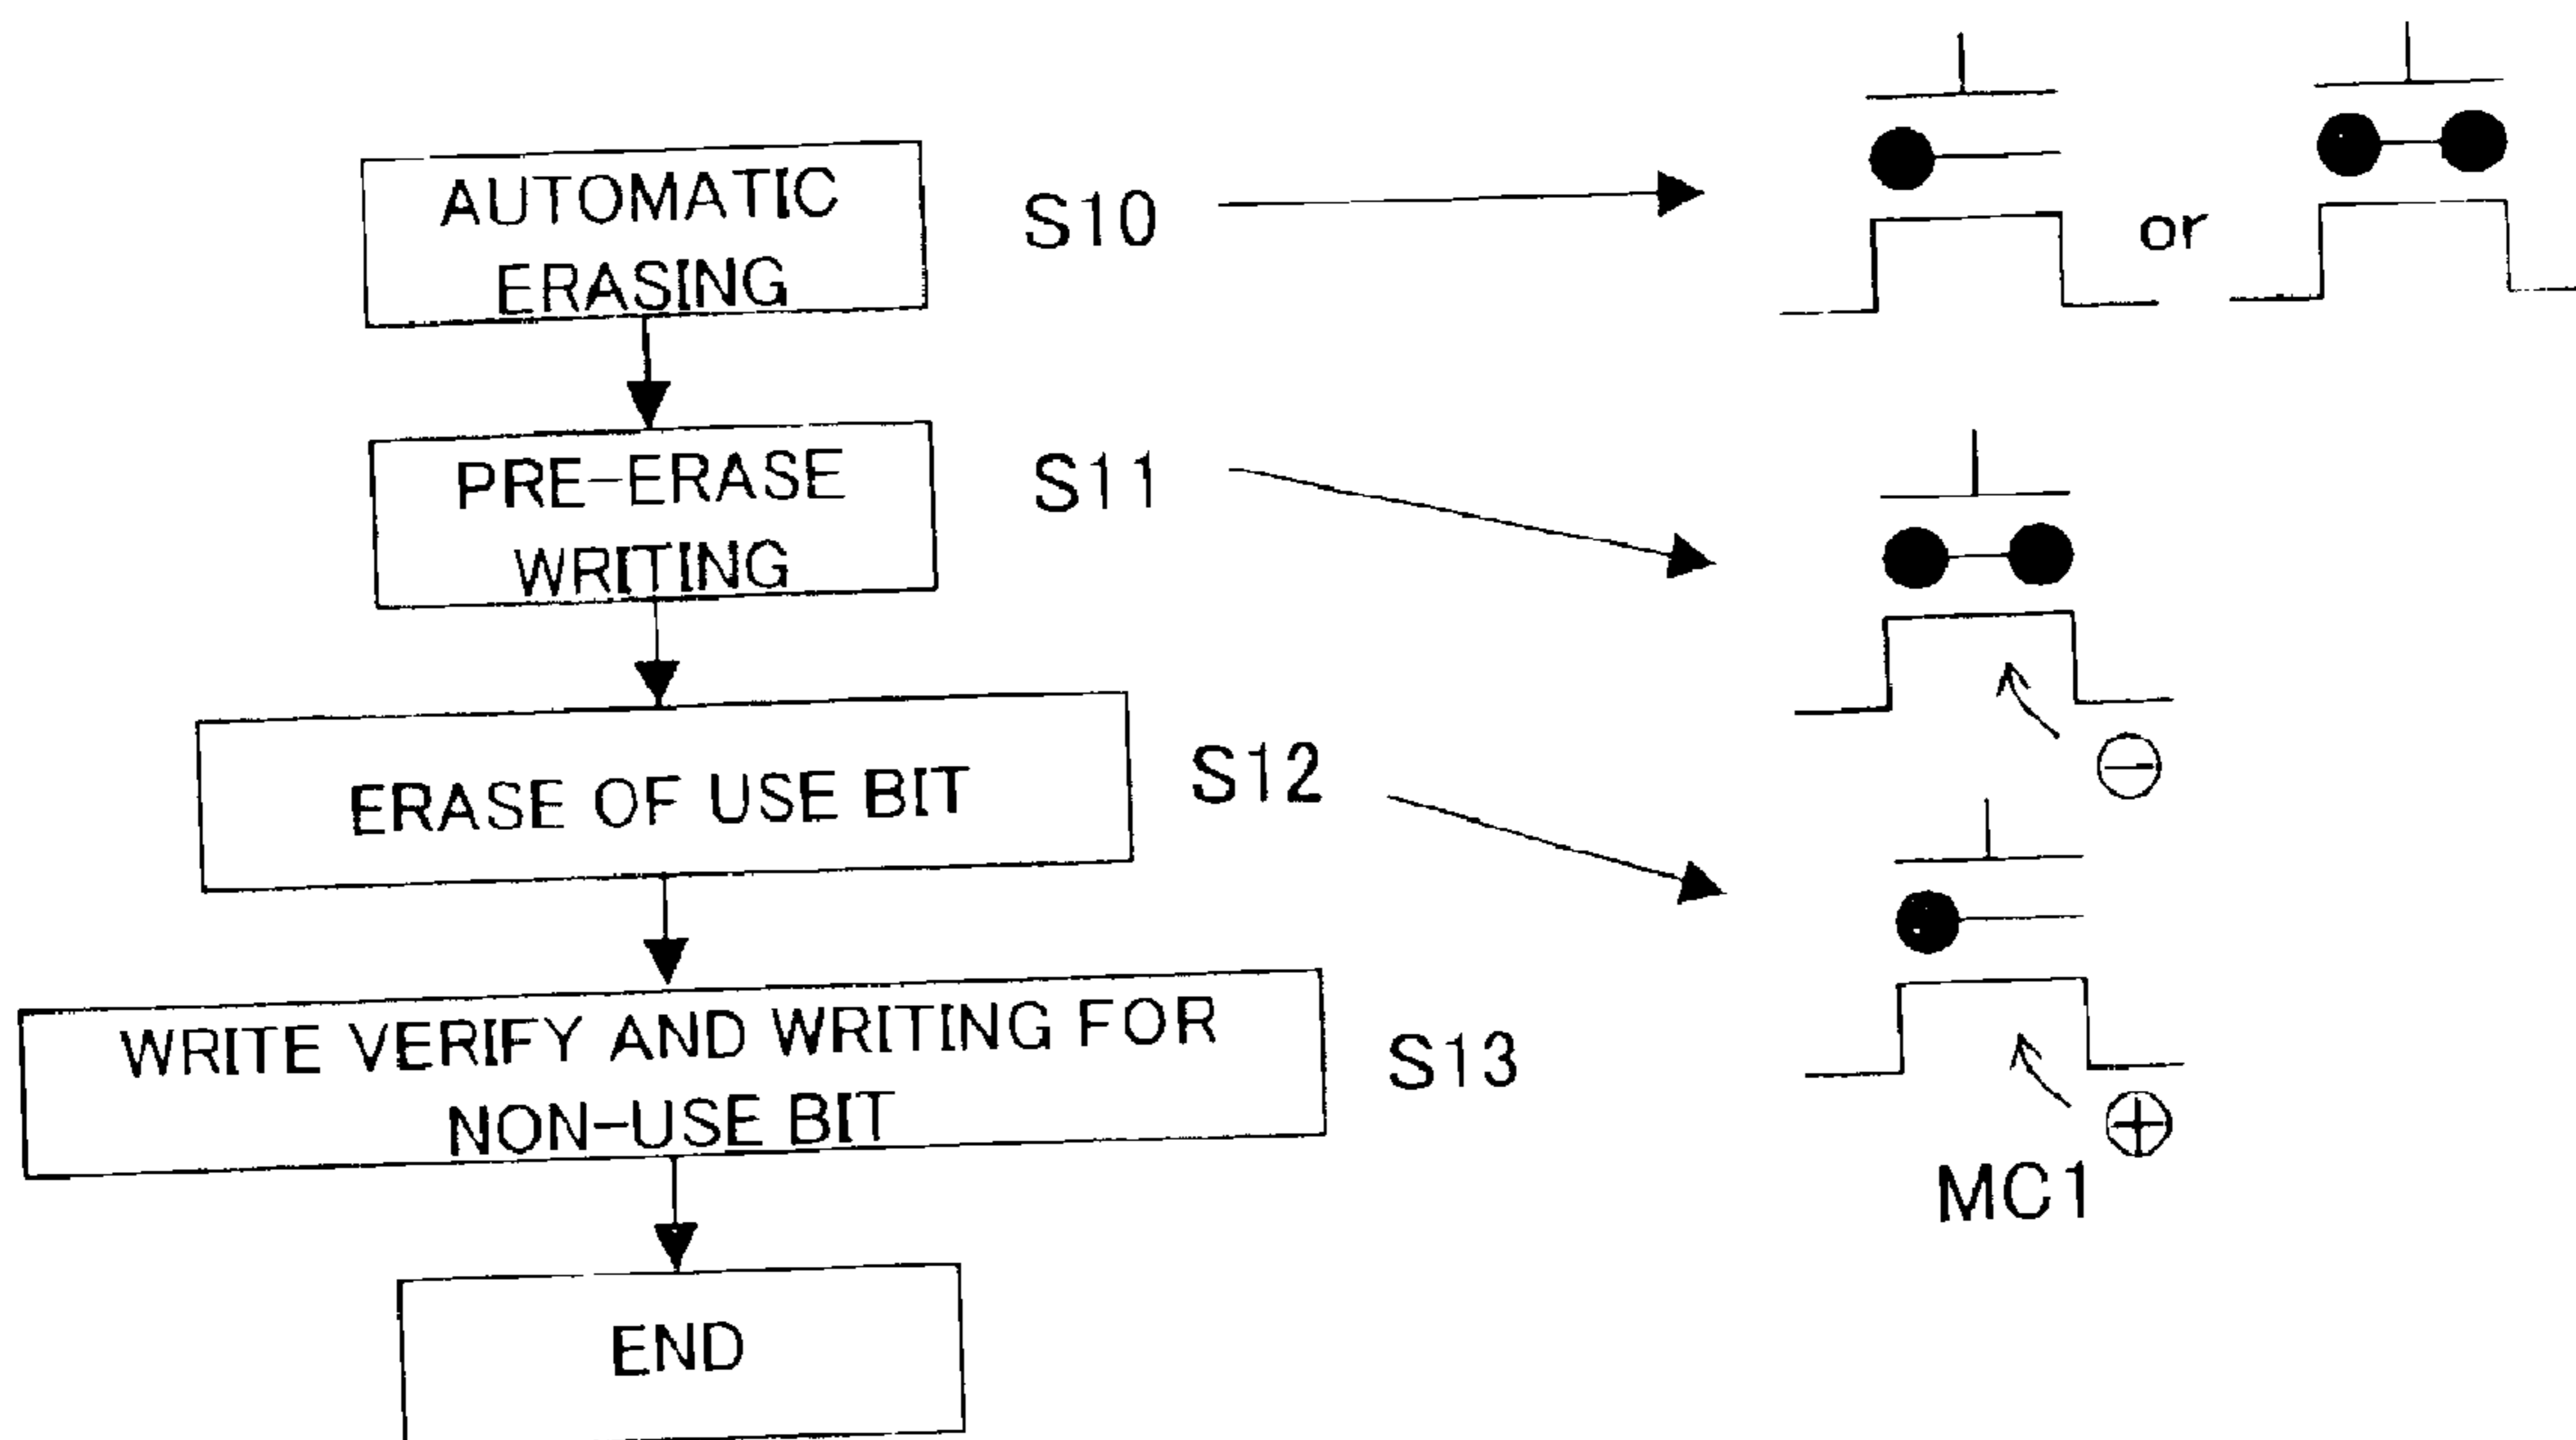 AUTOMATIC
ERASING
S10
or
PRE-ERASE
WRITING
S11
⊖
ERASE OF USE BIT
S12
WRITE VERIFY AND WRITING FOR
NON-USE BIT
S13
⊕
MC1
END